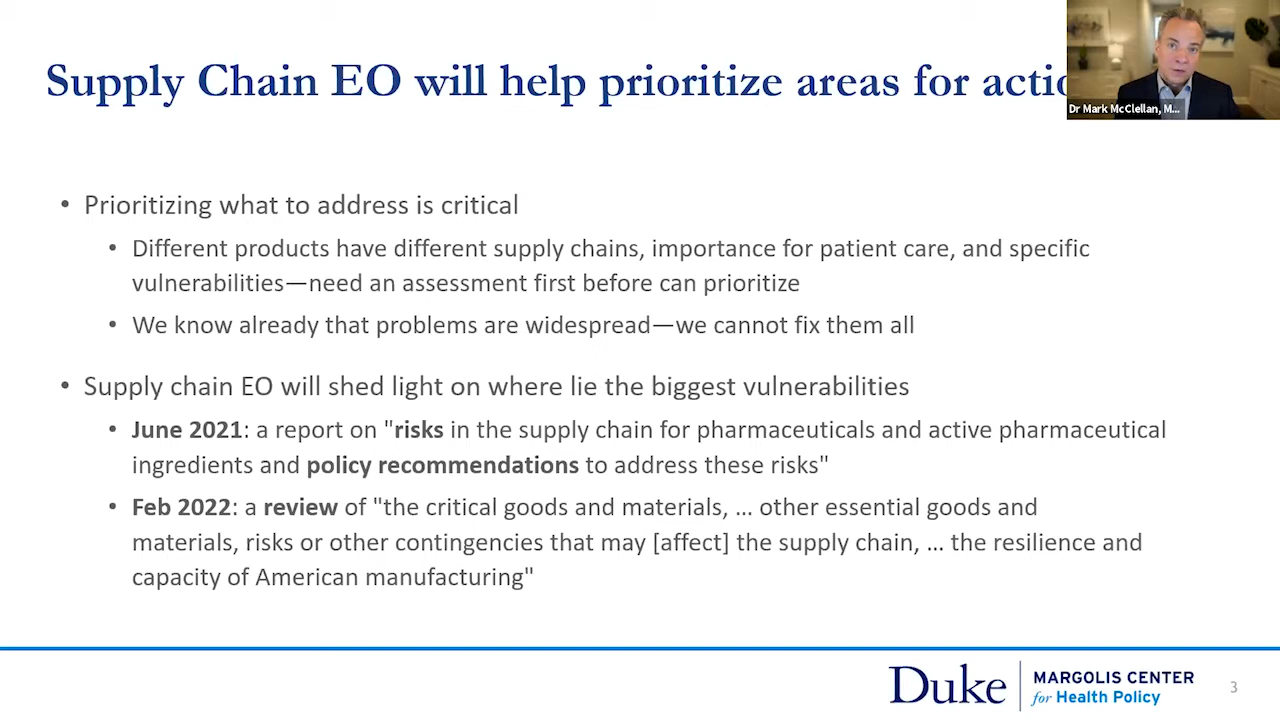 Supply Chain EO will help prioritize areas for actio
Dr Mark McClellan, M...
• Prioritizing what to address is critical
• Different products have different supply chains, importance for patient care, and specific
vulnerabilities—need an assessment first before can prioritize
• We know already that problems are widespread—we cannot fix them all
• Supply chain EO will shed light on where lie the biggest vulnerabilities
• June 2021: a report on "risks in the supply chain for pharmaceuticals and active pharmaceutical
ingredients and policy recommendations to address these risks"
• Feb 2022: a review of "the critical goods and materials, ... other essential goods and
materials, risks or other contingencies that may [affect] the supply chain, ... the resilience and
capacity of American manufacturing"
Duke
MARGOLIS CENTER
for Health Policy
3